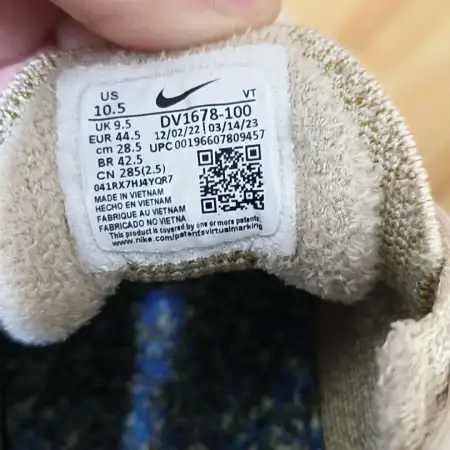 US
10.5
VT
UK 9.5
DV1678-100
EUR 44.5
12/02/22 | 03/14/23
cm 28.5
UPC 00196607809457
BR 42.5
CN 285(2.5)
041RX7HJ4YQR7
MADE IN VIETNAM
HECHO EN VIETNAM
FABRIQUE AU VIETNAM
FABRICADO NO VIETNAM
This product is covered by one or more patents:
www.nike.com/patentsvirtualmarking